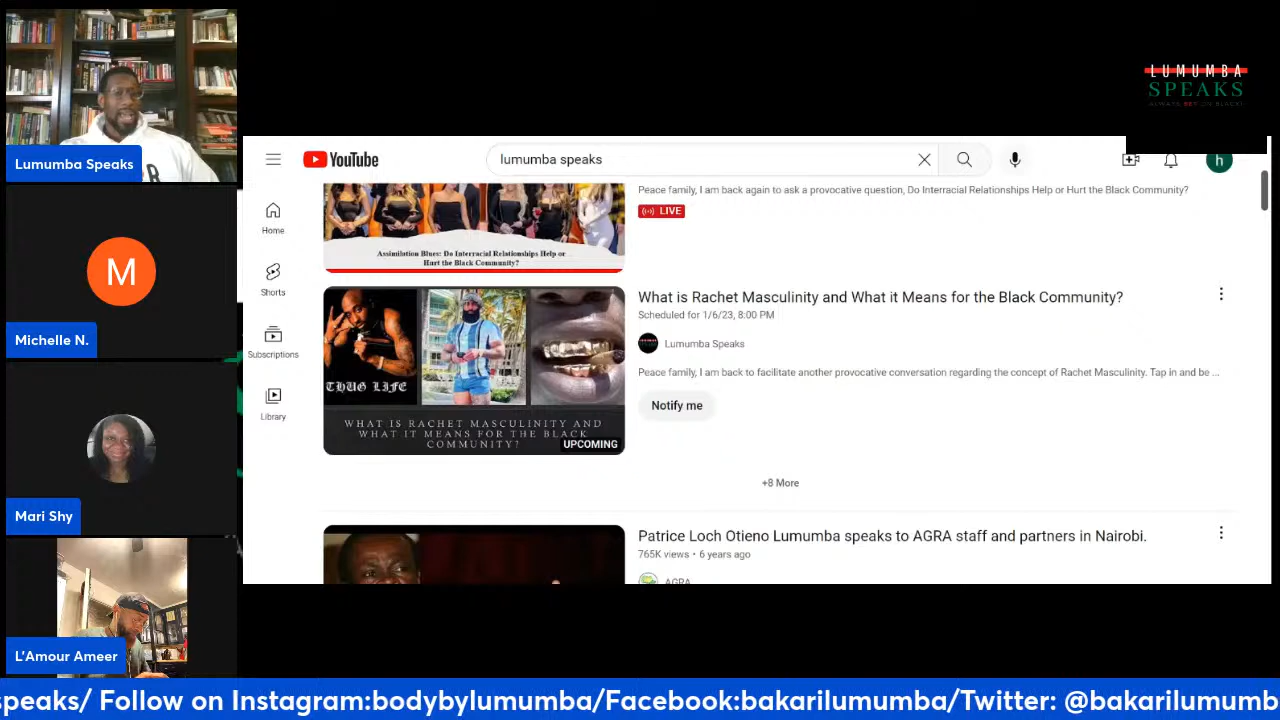 Lumumba Speaks
M
Michelle N.
Mari Shy
L'Amour Ameer
LUMUMBA
SPEAKS
ALWAYS BET ON BLACK!
YouTube
lumumba speaks
h
Home
Shorts
Subscriptions
Library
Assimilation Blues: Do Interracial Relationships Help or
Hurt the Black Community?
Peace family, I am back again to ask a provocative question, Do Interracial Relationships Help or Hurt the Black Community?
LIVE
THUG LIFE
WHAT IS RACHET MASCULINITY AND
WHAT IT MEANS FOR THE BLACK
COMMUNITY?
UPCOMING
What is Rachet Masculinity and What it Means for the Black Community?
Scheduled for 1/6/23, 8:00 PM
Lumumba Speaks
Peace family, I am back to facilitate another provocative conversation regarding the concept of Rachet Masculinity. Tap in and be ...
Notify me
+8 More
Patrice Loch Otieno Lumumba speaks to AGRA staff and partners in Nairobi.
765K views • 6 years ago
AGRA
speaks/ Follow on Instagram:bodybylumumba/Facebook:bakarilumumba/Twitter: @bakarilumumb